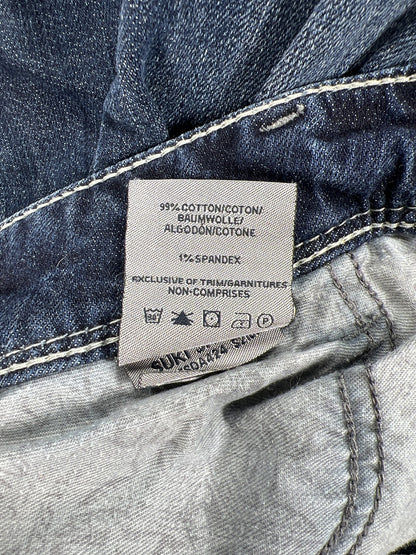 99% COTTON/COTON/
BAUMWOLLE/
ALGODÓN/COTONE
1% SPANDEX
EXCLUSIVE OF TRIM/GARNITURES
NON-COMPRISES
P
SUKI